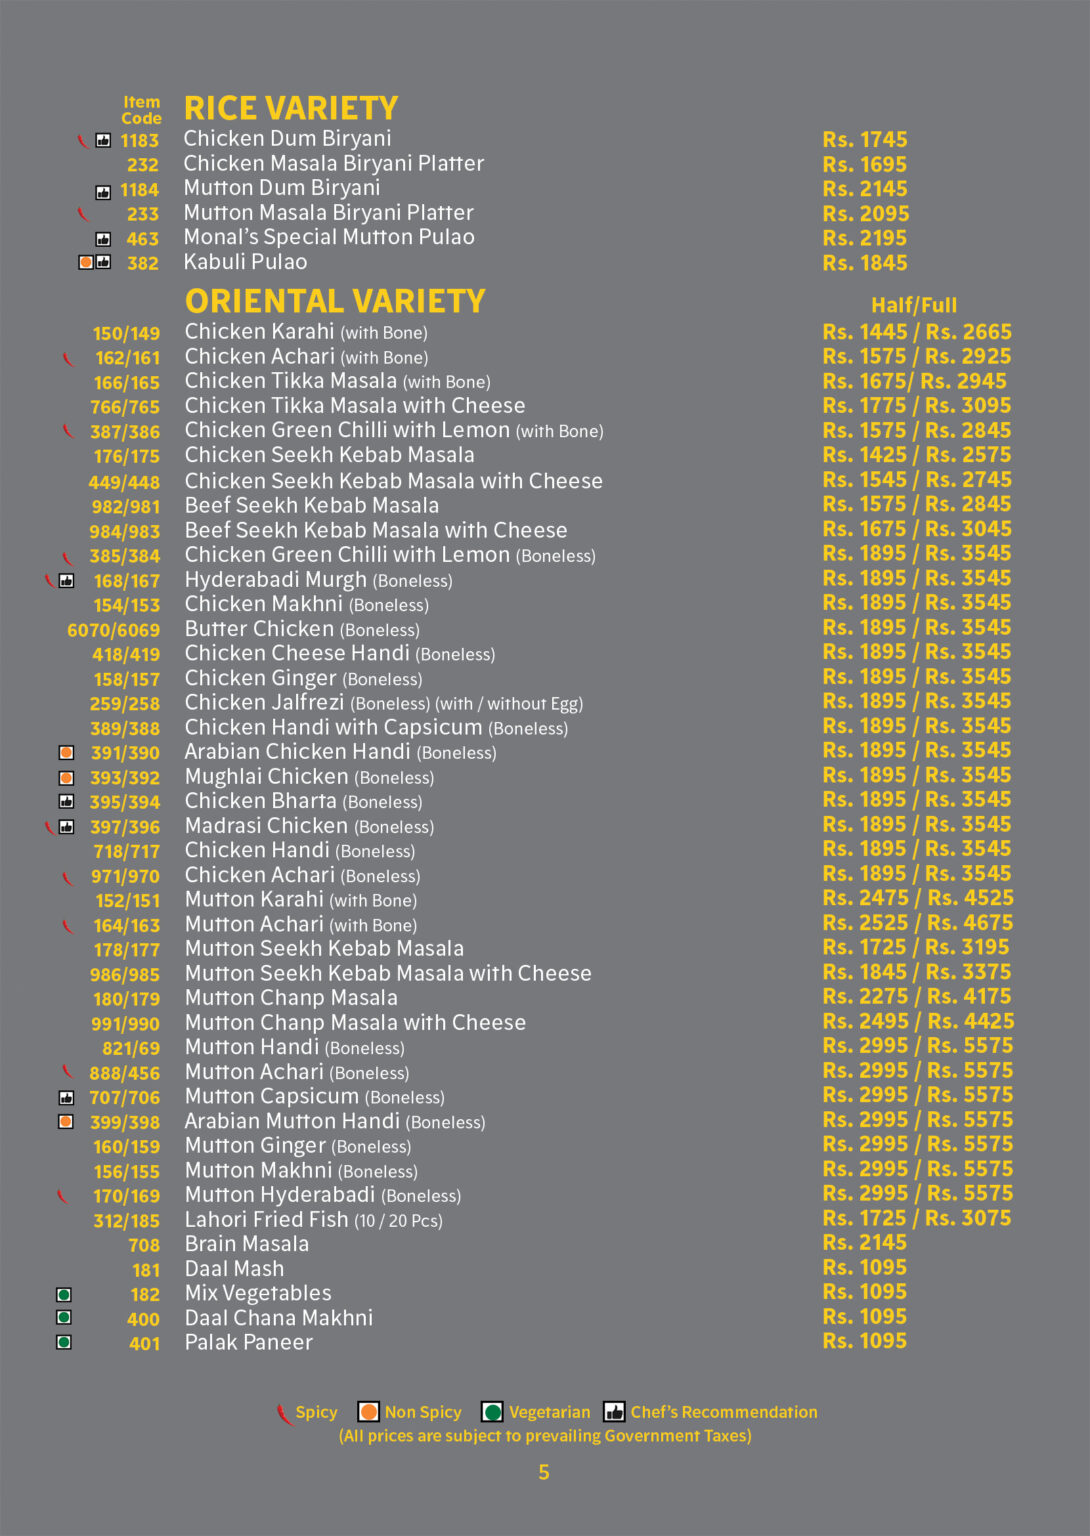 Item
Code
RICE VARIETY
1183 Chicken Dum Biryani Rs. 1745
232 Chicken Masala Biryani Platter Rs. 1695
1184 Mutton Dum Biryani Rs. 2145
233 Mutton Masala Biryani Platter Rs. 2095
463 Monal's Special Mutton Pulao Rs. 2195
382 Kabuli Pulao Rs. 1845
ORIENTAL VARIETY Half/Full
150/149 Chicken Karahi (with Bone) Rs. 1445 / Rs. 2665
162/161 Chicken Achari (with Bone) Rs. 1575 / Rs. 2925
166/165 Chicken Tikka Masala (with Bone) Rs. 1675/ Rs. 2945
766/765 Chicken Tikka Masala with Cheese Rs. 1775 / Rs. 3095
387/386 Chicken Green Chilli with Lemon (with Bone) Rs. 1575 / Rs. 2845
176/175 Chicken Seekh Kebab Masala Rs. 1425 / Rs. 2575
449/448 Chicken Seekh Kebab Masala with Cheese Rs. 1545 / Rs. 2745
982/981 Beef Seekh Kebab Masala Rs. 1575 / Rs. 2845
984/983 Beef Seekh Kebab Masala with Cheese Rs. 1675 / Rs. 3045
385/384 Chicken Green Chilli with Lemon (Boneless) Rs. 1895 / Rs. 3545
168/167 Hyderabadi Murgh (Boneless) Rs. 1895 / Rs. 3545
154/153 Chicken Makhni (Boneless) Rs. 1895 / Rs. 3545
6070/6069 Butter Chicken (Boneless) Rs. 1895 / Rs. 3545
418/419 Chicken Cheese Handi (Boneless) Rs. 1895 / Rs. 3545
158/157 Chicken Ginger (Boneless) Rs. 1895 / Rs. 3545
259/258 Chicken Jalfrezi (Boneless) (with / without Egg) Rs. 1895 / Rs. 3545
389/388 Chicken Handi with Capsicum (Boneless) Rs. 1895 / Rs. 3545
391/390 Arabian Chicken Handi (Boneless) Rs. 1895 / Rs. 3545
393/392 Mughlai Chicken (Boneless) Rs. 1895 / Rs. 3545
395/394 Chicken Bharta (Boneless) Rs. 1895 / Rs. 3545
397/396 Madrasi Chicken (Boneless) Rs. 1895 / Rs. 3545
718/717 Chicken Handi (Boneless) Rs. 1895 / Rs. 3545
971/970 Chicken Achari (Boneless) Rs. 1895 / Rs. 3545
152/151 Mutton Karahi (with Bone) Rs. 2475 / Rs. 4525
164/163 Mutton Achari (with Bone) Rs. 2525 / Rs. 4675
178/177 Mutton Seekh Kebab Masala Rs. 1725 / Rs. 3195
986/985 Mutton Seekh Kebab Masala with Cheese Rs. 1845 / Rs. 3375
180/179 Mutton Chanp Masala Rs. 2275 / Rs. 4175
991/990 Mutton Chanp Masala with Cheese Rs. 2495 / Rs. 4425
821/69 Mutton Handi (Boneless) Rs. 2995 / Rs. 5575
888/456 Mutton Achari (Boneless) Rs. 2995 / Rs. 5575
707/706 Mutton Capsicum (Boneless) Rs. 2995 / Rs. 5575
399/398 Arabian Mutton Handi (Boneless) Rs. 2995 / Rs. 5575
160/159 Mutton Ginger (Boneless) Rs. 2995 / Rs. 5575
156/155 Mutton Makhni (Boneless) Rs. 2995 / Rs. 5575
170/169 Mutton Hyderabadi (Boneless) Rs. 2995 / Rs. 5575
312/185 Lahori Fried Fish (10 / 20 Pcs) Rs. 1725 / Rs. 3075
708 Brain Masala Rs. 2145
181 Daal Mash Rs. 1095
182 Mix Vegetables Rs. 1095
400 Daal Chana Makhni Rs. 1095
401 Palak Paneer Rs. 1095
Spicy Non Spicy Vegetarian Chef's Recommendation
(All prices are subject to prevailing Government Taxes)
5